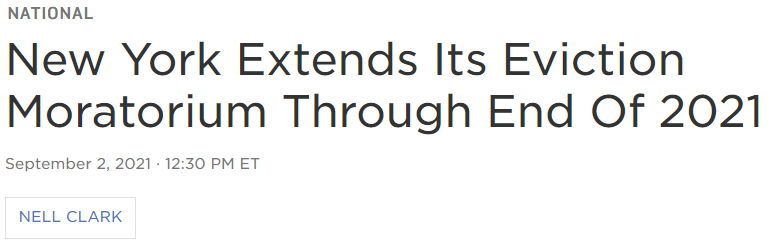 NATIONAL
New York Extends Its Eviction
Moratorium Through End Of 2021
September 2, 2021 · 12:30 PM ET
NELL CLARK